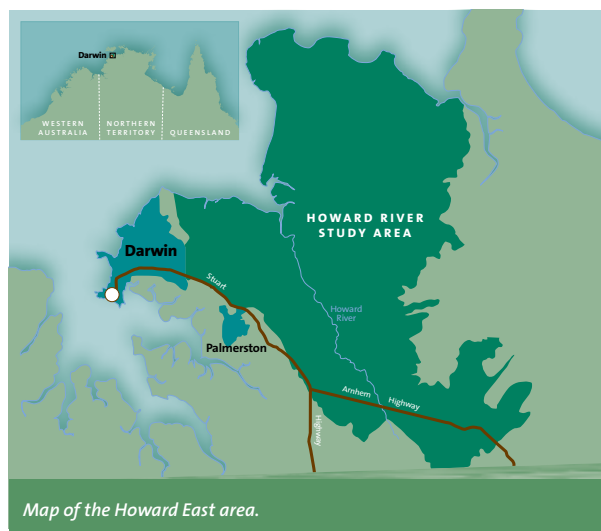 Darwin
WESTERN
AUSTRALIA
NORTHERN
TERRITORY
QUEENSLAND
HOWARD RIVER
STUDY AREA
Darwin
Stuart
Howard
River
Palmerston
Arnhem
Highway
Highway
Map of the Howard East area.